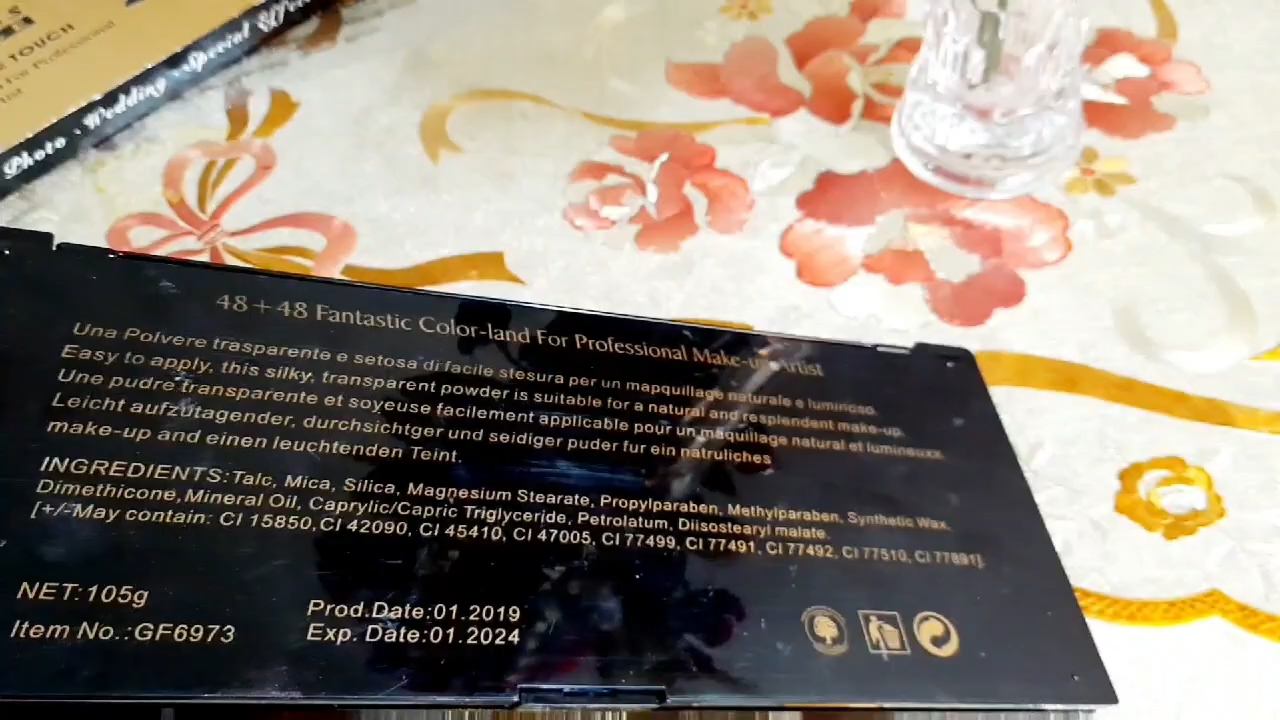 S
TOUCH
For Professional
Photo · Wedding · Special
48+48 Fantastic Color-land For Professional Make-up Artist
Una Polvere trasparente e setosa di facile stesura per un mapquillage naturale e luminoso.
Easy to apply, this silky, transparent powder is suitable for a natural and resplendent make-up.
Une pudre transparente et soyeuse facilement applicable pour un maquillage natural et lumineuxx.
Leicht aufzutagender, durchsichtger und seidiger puder fur ein natruliches
make-up and einen leuchtenden Teint.
INGREDIENTS:Talc, Mica, Silica, Magnesium Stearate, Propylparaben, Methylparaben, Synthetic Wax,
Dimethicone,Mineral Oil, Caprylic/Capric Triglyceride, Petrolatum, Diisostearyl malate.
[+/-May contain: CI 15850,CI 42090, CI 45410, CI 47005, CI 77499, CI 77491, CI 77492, CI 77510, CI 77891].
NET:105g
Item No.:GF6973
Prod.Date:01.2019
Exp. Date:01.2024